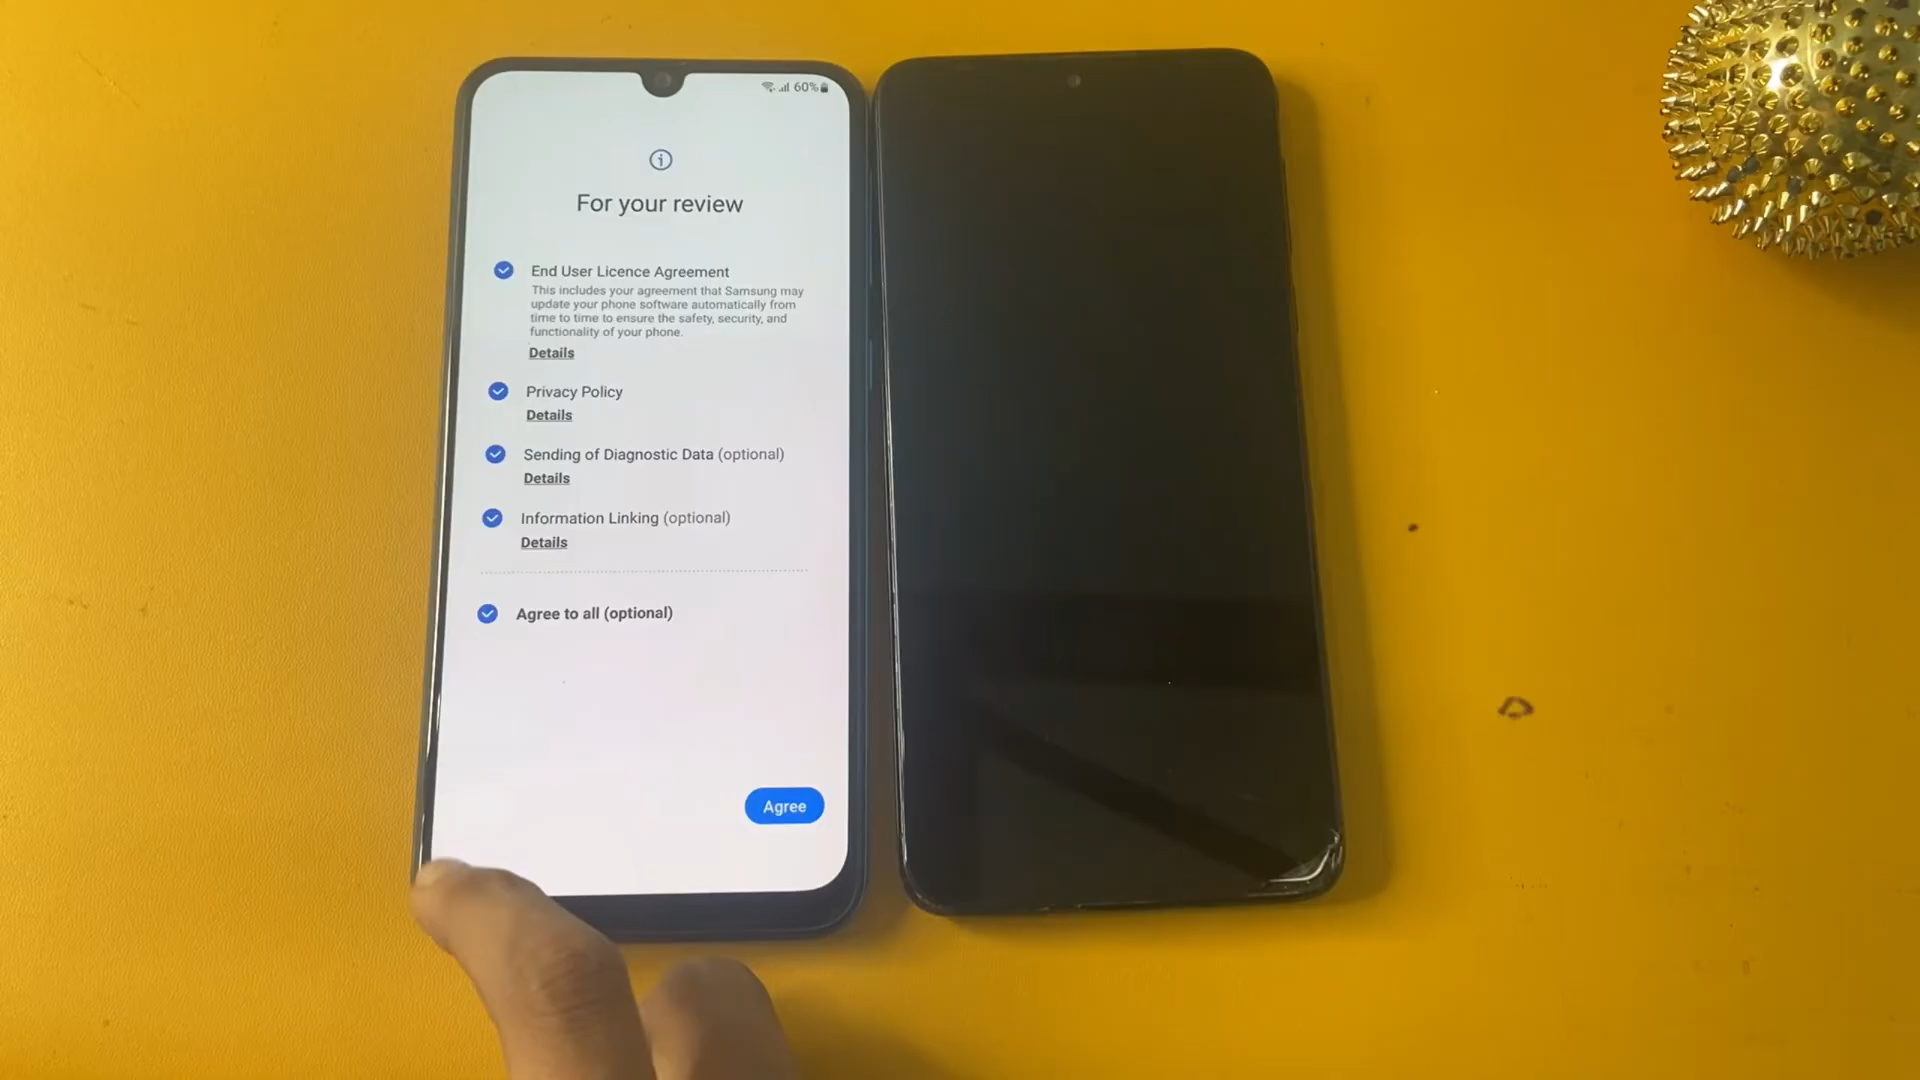 60%
For your review
End User Licence Agreement
This includes your agreement that Samsung may
update your phone software automatically from
time to time to ensure the safety, security, and
functionality of your phone.
Details
Privacy Policy
Details
Sending of Diagnostic Data (optional)
Details
Information Linking (optional)
Details
Agree to all (optional)
Agree